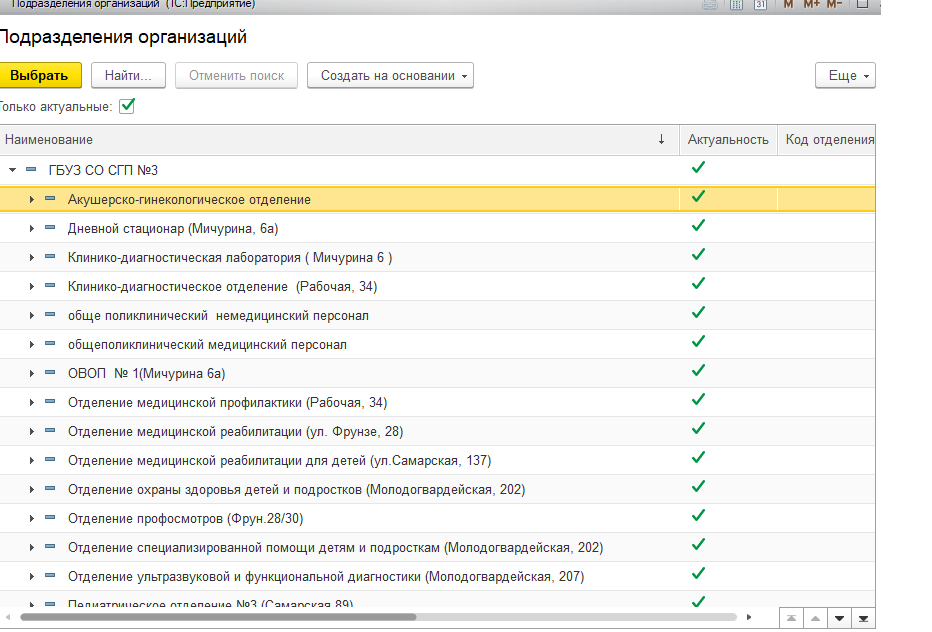 Подразделения организаций (1С:Предприятие)
31 M M+ M-
Подразделения организаций
Выбрать Найти... Отменить поиск Создать на основании Еще
Только актуальные:
Наименование ↓ Актуальность Код отделения
ГБУЗ СО СГП №3
Акушерско-гинекологическое отделение
Дневной стационар (Мичурина, 6а)
Клинико-диагностическая лаборатория ( Мичурина 6 )
Клинико-диагностическое отделение (Рабочая, 34)
обще поликлинический немедицинский персонал
общеполиклинический медицинский персонал
ОВОП № 1(Мичурина 6а)
Отделение медицинской профилактики (Рабочая, 34)
Отделение медицинской реабилитации (ул. Фрунзе, 28)
Отделение медицинской реабилитации для детей (ул.Самарская, 137)
Отделение охраны здоровья детей и подростков (Молодогвардейская, 202)
Отделение профосмотров (Фрун.28/30)
Отделение специализированной помощи детям и подросткам (Молодогвардейская, 202)
Отделение ультразвуковой и функциональной диагностики (Молодогвардейская, 207)
Педиатрическое отделение №3 (Самарская 89)